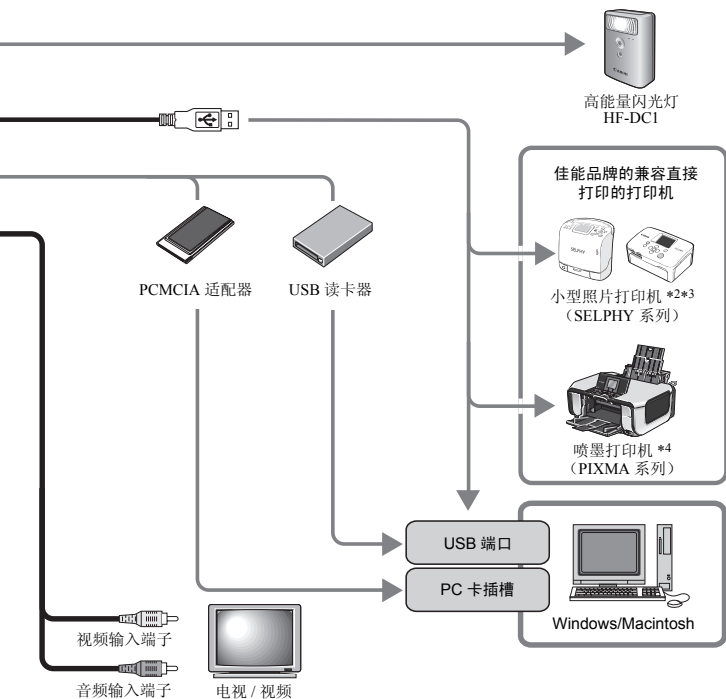 高能量闪光灯
HF-DC1
佳能品牌的兼容直接
打印的打印机
SELPHY
小型照片打印机 *2*3
（SELPHY 系列）
PCMCIA 适配器
USB 读卡器
喷墨打印机 *4
（PIXMA 系列）
USB 端口
PC 卡插槽
Windows/Macintosh
视频输入端子
音频输入端子
电视 / 视频